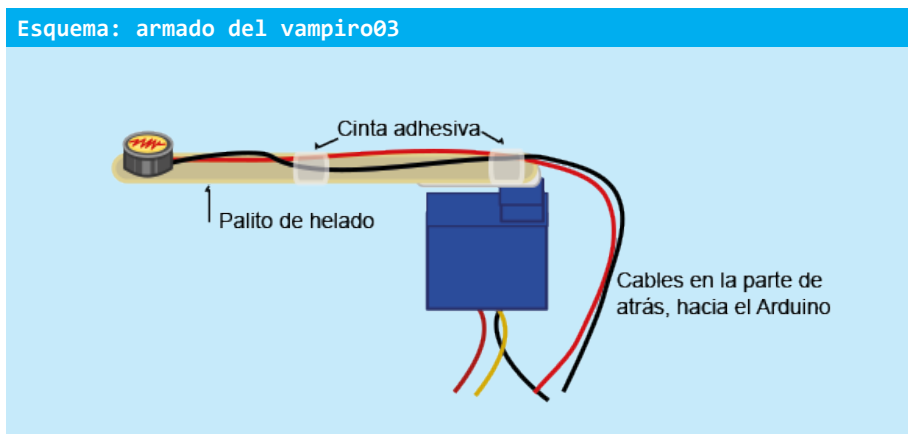 Esquema: armado del vampiro03
Cinta adhesiva
Palito de helado
Cables en la parte de
atrás, hacia el Arduino